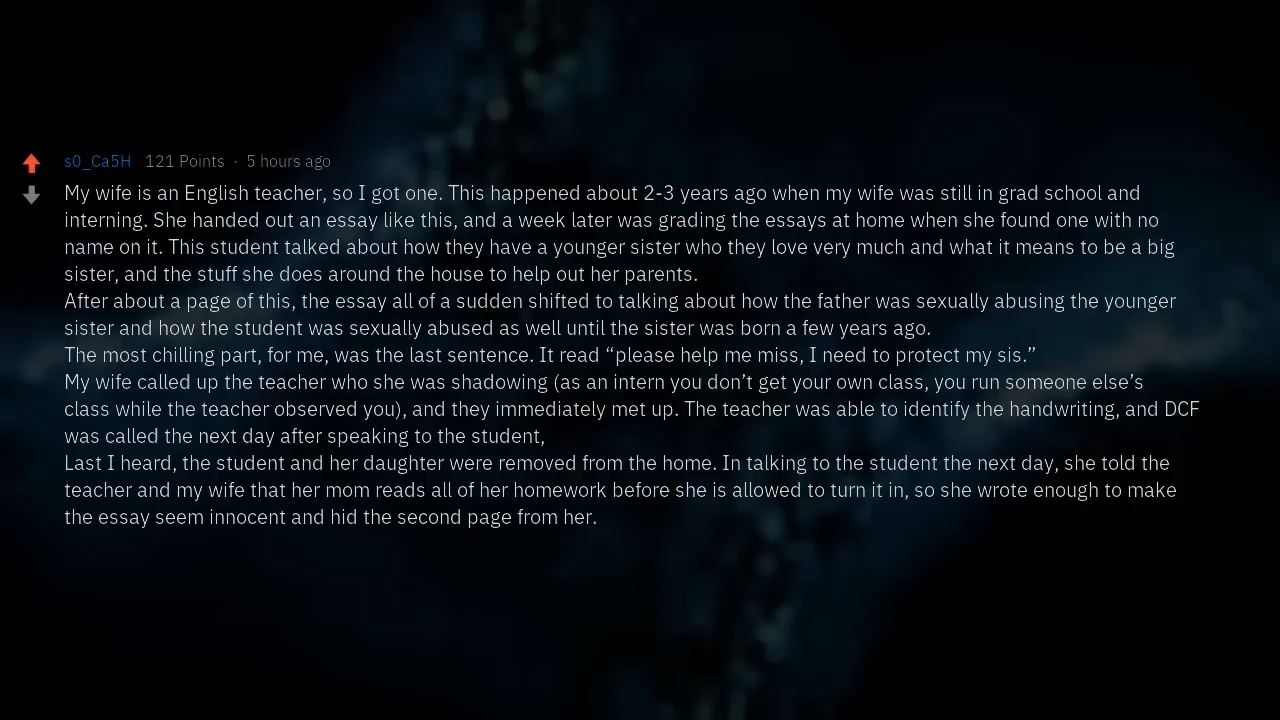 s0_Ca5H 121 Points · 5 hours ago
My wife is an English teacher, so I got one. This happened about 2-3 years ago when my wife was still in grad school and
interning. She handed out an essay like this, and a week later was grading the essays at home when she found one with no
name on it. This student talked about how they have a younger sister who they love very much and what it means to be a big
sister, and the stuff she does around the house to help out her parents.
After about a page of this, the essay all of a sudden shifted to talking about how the father was sexually abusing the younger
sister and how the student was sexually abused as well until the sister was born a few years ago.
The most chilling part, for me, was the last sentence. It read “please help me miss, I need to protect my sis.”
My wife called up the teacher who she was shadowing (as an intern you don’t get your own class, you run someone else’s
class while the teacher observed you), and they immediately met up. The teacher was able to identify the handwriting, and DCF
was called the next day after speaking to the student,
Last I heard, the student and her daughter were removed from the home. In talking to the student the next day, she told the
teacher and my wife that her mom reads all of her homework before she is allowed to turn it in, so she wrote enough to make
the essay seem innocent and hid the second page from her.